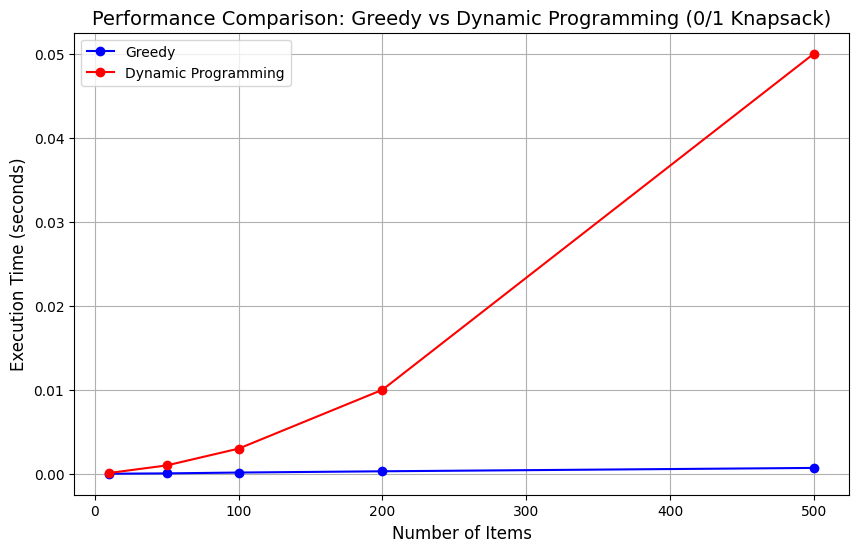 Performance Comparison: Greedy vs Dynamic Programming (0/1 Knapsack)
Greedy
Dynamic Programming
Execution Time (seconds)
0.05
0.04
0.03
0.02
0.01
0.00
0 100 200 300 400 500
Number of Items